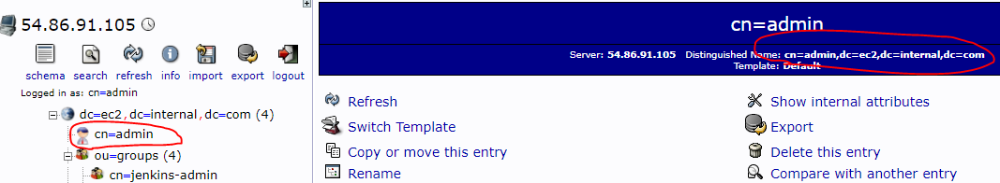 54.86.91.105
schema search refresh info import export logout
Logged in as: cn=admin
dc=ec2,dc=internal,dc=com (4)
cn=admin
ou=groups (4)
cn=jenkins-admin
cn=admin
Server: 54.86.91.105 Distinguished Name: cn=admin,dc=ec2,dc=internal,dc=com
Template: Default
Refresh
Switch Template
Copy or move this entry
Rename
Show internal attributes
Export
Delete this entry
Compare with another entry